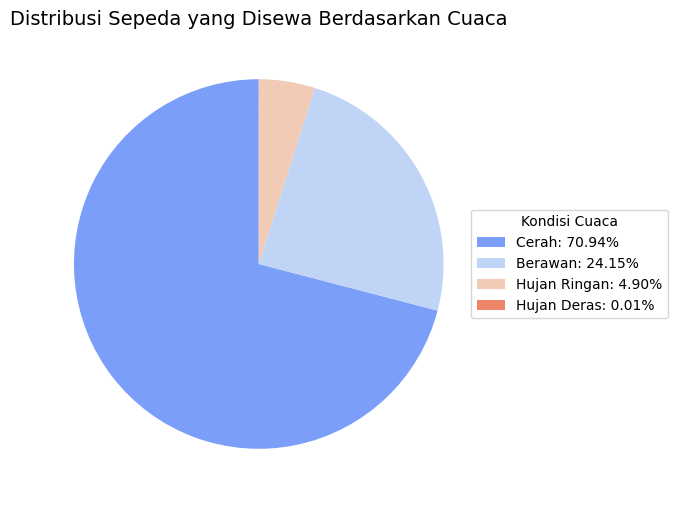 Distribusi Sepeda yang Disewa Berdasarkan Cuaca
Kondisi Cuaca
Cerah: 70.94%
Berawan: 24.15%
Hujan Ringan: 4.90%
Hujan Deras: 0.01%